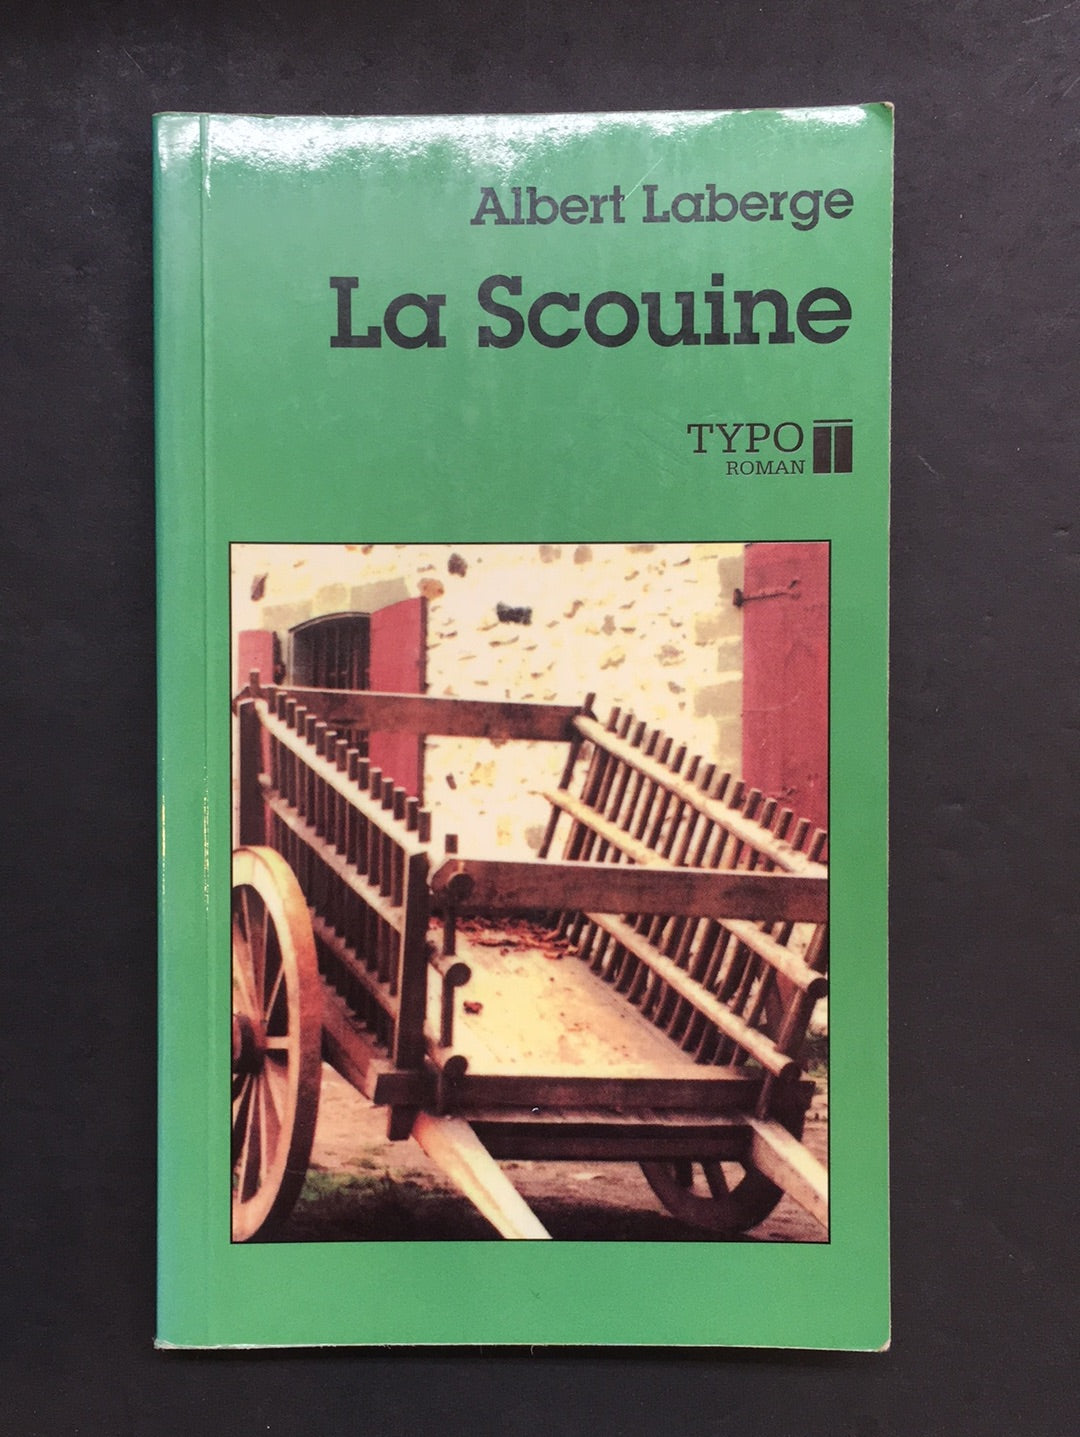 Albert Laberge
La Scouine
TYPO
ROMAN